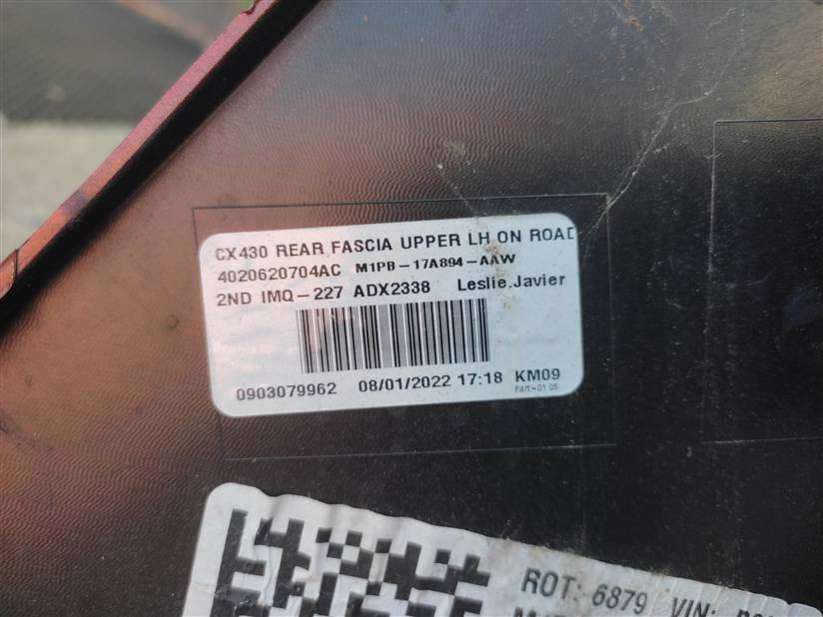 CX430 REAR FASCIA UPPER LH ON ROAD
4020620704AC M1PB-17A894-AAW
2ND IMQ-227 ADX2338 Leslie.Javier
0903079962 08/01/2022 17:18 KM09
ROT: 6879 VIN: